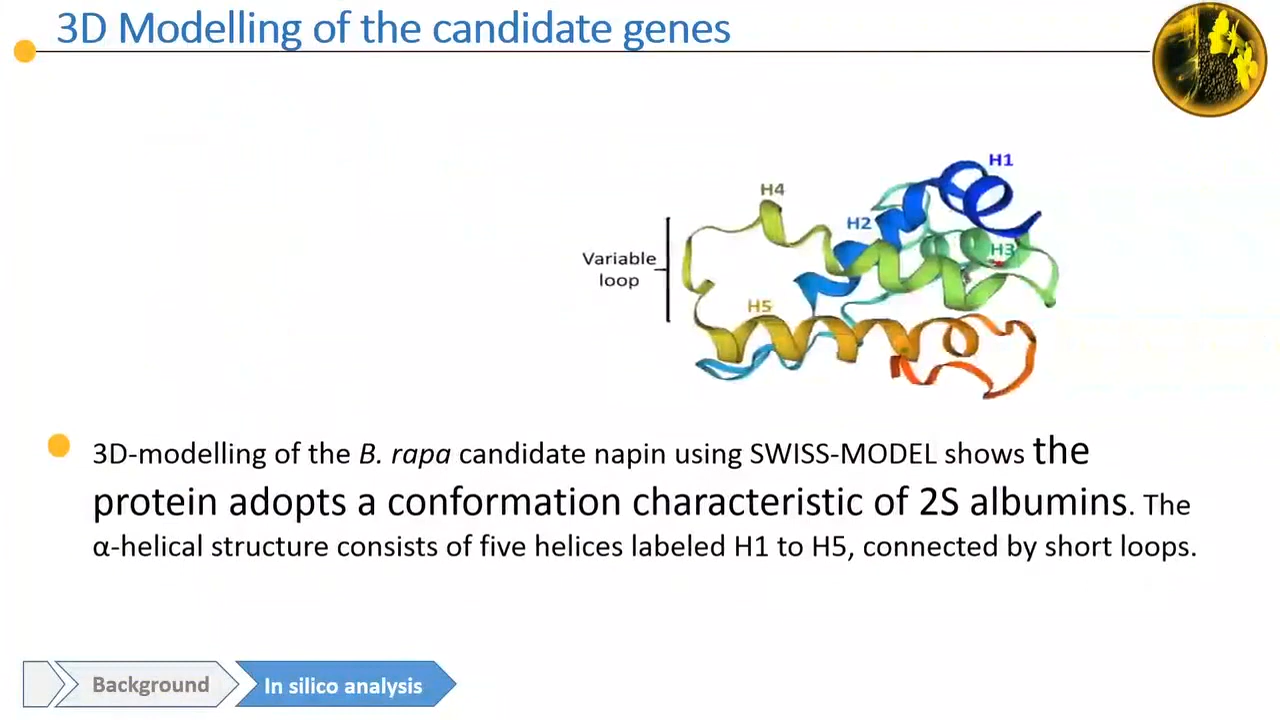 3D Modelling of the candidate genes
H1
H4
H2
H3
Variable
loop
H5
3D-modelling of the B. rapa candidate napin using SWISS-MODEL shows the
protein adopts a conformation characteristic of 2S albumins. The
α-helical structure consists of five helices labeled H1 to H5, connected by short loops.
Background
In silico analysis